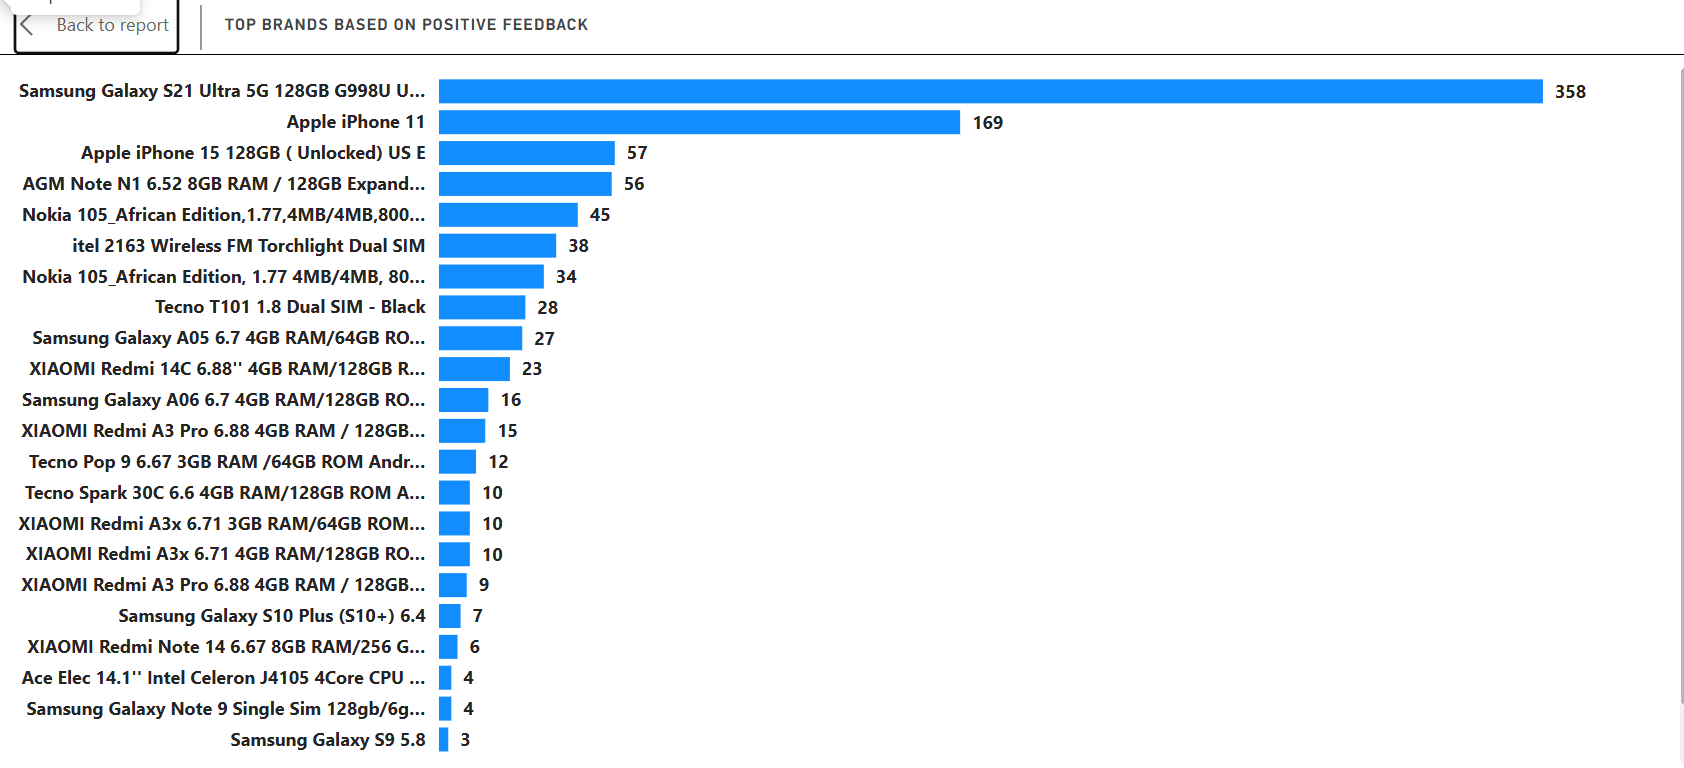 Back to report
TOP BRANDS BASED ON POSITIVE FEEDBACK
Samsung Galaxy S21 Ultra 5G 128GB G998U U... 358
Apple iPhone 11 169
Apple iPhone 15 128GB ( Unlocked) US E 57
AGM Note N1 6.52 8GB RAM / 128GB Expand... 56
Nokia 105_African Edition,1.77,4MB/4MB,800... 45
itel 2163 Wireless FM Torchlight Dual SIM 38
Nokia 105_African Edition, 1.77 4MB/4MB, 80... 34
Tecno T101 1.8 Dual SIM - Black 28
Samsung Galaxy A05 6.7 4GB RAM/64GB RO... 27
XIAOMI Redmi 14C 6.88'' 4GB RAM/128GB R... 23
Samsung Galaxy A06 6.7 4GB RAM/128GB RO... 16
XIAOMI Redmi A3 Pro 6.88 4GB RAM / 128GB... 15
Tecno Pop 9 6.67 3GB RAM /64GB ROM Andr... 12
Tecno Spark 30C 6.6 4GB RAM/128GB ROM A... 10
XIAOMI Redmi A3x 6.71 3GB RAM/64GB ROM... 10
XIAOMI Redmi A3x 6.71 4GB RAM/128GB RO... 10
XIAOMI Redmi A3 Pro 6.88 4GB RAM / 128GB... 9
Samsung Galaxy S10 Plus (S10+) 6.4 7
XIAOMI Redmi Note 14 6.67 8GB RAM/256 G... 6
Ace Elec 14.1'' Intel Celeron J4105 4Core CPU ... 4
Samsung Galaxy Note 9 Single Sim 128gb/6g... 4
Samsung Galaxy S9 5.8 3